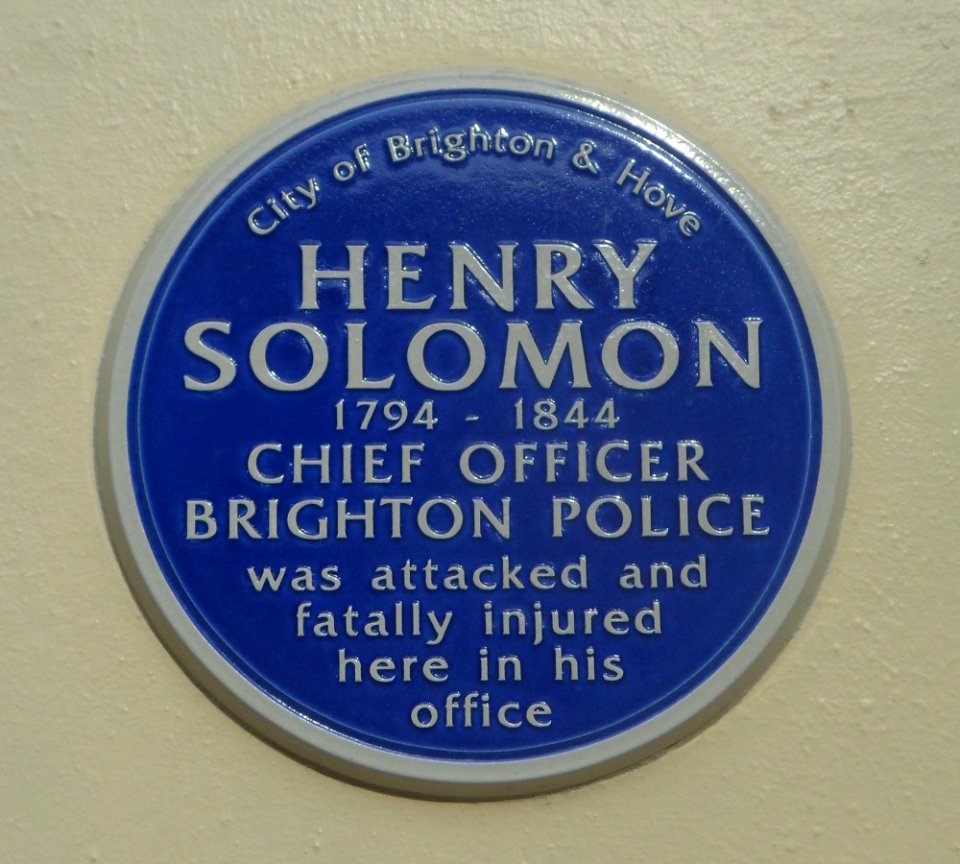 City of Brighton & Hove
HENRY
SOLOMON
1794 - 1844
CHIEF OFFICER
BRIGHTON POLICE
was attacked and
fatally injured
here in his
office